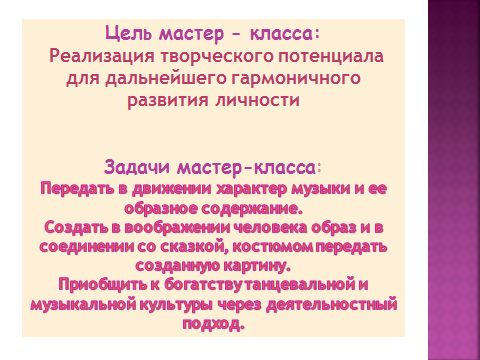 Цель мастер – класса:
Реализация творческого потенциала
для дальнейшего гармоничного
развития личности
Задачи мастер-класса:
Передать в движении характер музыки и ее
образное содержание.
Создать в воображении человека образ и в
соединении со сказкой, костюмом передать
созданную картину.
Приобщить к богатству танцевальной и
музыкальной культуры через деятельностный
подход.